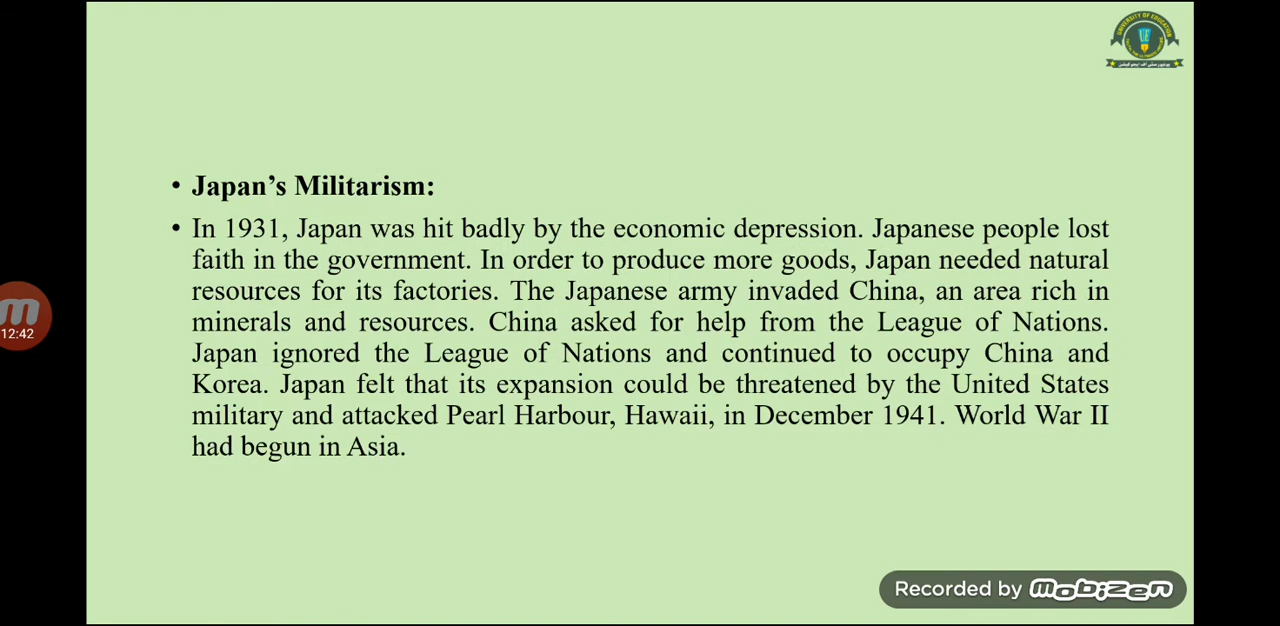 UNIVERSITY OF EDUCATION
• Japan’s Militarism:
• In 1931, Japan was hit badly by the economic depression. Japanese people lost
faith in the government. In order to produce more goods, Japan needed natural
resources for its factories. The Japanese army invaded China, an area rich in
minerals and resources. China asked for help from the League of Nations.
Japan ignored the League of Nations and continued to occupy China and
Korea. Japan felt that its expansion could be threatened by the United States
military and attacked Pearl Harbour, Hawaii, in December 1941. World War II
had begun in Asia.
12:42
Recorded by mobizen